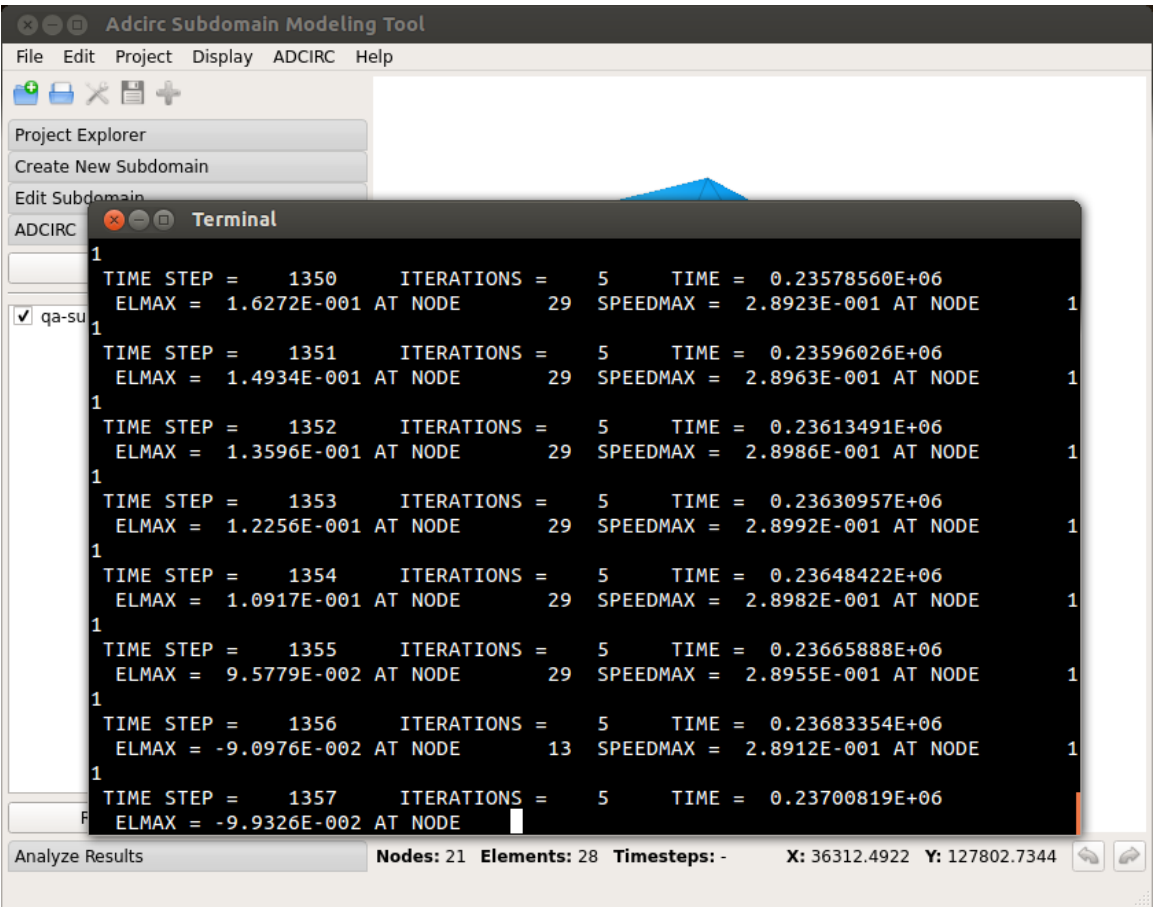 Adcirc Subdomain Modeling Tool
File Edit Project Display ADCIRC Help
Project Explorer
Create New Subdomain
Edit Subdomain
ADCIRC
Terminal
qa-su
1
TIME STEP = 1350 ITERATIONS = 5 TIME = 0.23578560E+06
ELMAX = 1.6272E-001 AT NODE 29 SPEEDMAX = 2.8923E-001 AT NODE 1
1
TIME STEP = 1351 ITERATIONS = 5 TIME = 0.23596026E+06
ELMAX = 1.4934E-001 AT NODE 29 SPEEDMAX = 2.8963E-001 AT NODE 1
1
TIME STEP = 1352 ITERATIONS = 5 TIME = 0.23613491E+06
ELMAX = 1.3596E-001 AT NODE 29 SPEEDMAX = 2.8986E-001 AT NODE 1
1
TIME STEP = 1353 ITERATIONS = 5 TIME = 0.23630957E+06
ELMAX = 1.2256E-001 AT NODE 29 SPEEDMAX = 2.8992E-001 AT NODE 1
1
TIME STEP = 1354 ITERATIONS = 5 TIME = 0.23648422E+06
ELMAX = 1.0917E-001 AT NODE 29 SPEEDMAX = 2.8982E-001 AT NODE 1
1
TIME STEP = 1355 ITERATIONS = 5 TIME = 0.23665888E+06
ELMAX = 9.5779E-002 AT NODE 29 SPEEDMAX = 2.8955E-001 AT NODE 1
1
TIME STEP = 1356 ITERATIONS = 5 TIME = 0.23683354E+06
ELMAX = -9.0976E-002 AT NODE 13 SPEEDMAX = 2.8912E-001 AT NODE 1
1
TIME STEP = 1357 ITERATIONS = 5 TIME = 0.23700819E+06
ELMAX = -9.9326E-002 AT NODE
Analyze Results
Nodes: 21 Elements: 28 Timesteps: - X: 36312.4922 Y: 127802.7344